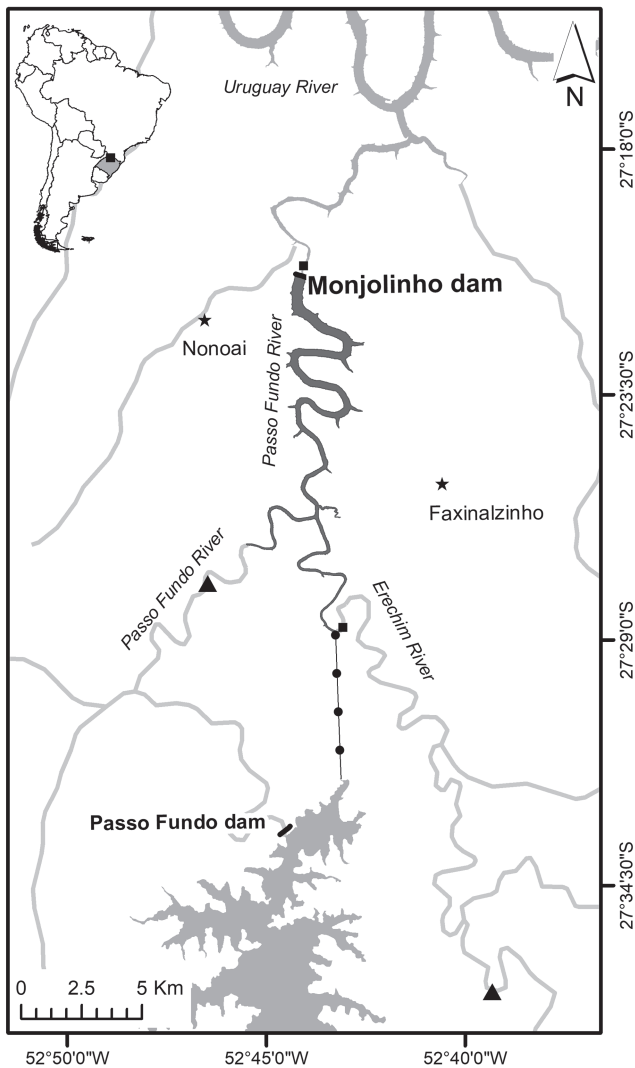 Uruguay River
N
27°18'0"S
Monjolinho dam
Nonoai
Passo Fundo River
27°23'30"S
Faxinalzinho
Passo Fundo River
Erechim River
27°29'0"S
Passo Fundo dam
27°34'30"S
0 2.5 5 Km
52°50'0"W 52°45'0"W 52°40'0"W